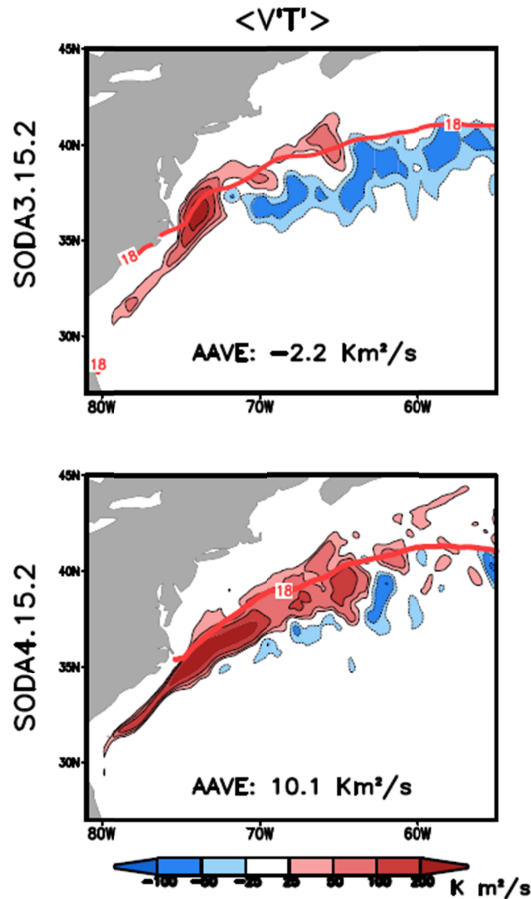 <V'T'>
45N
40N
35N
30N
SODA3.15.2
18
18
18
AAVE: −2.2 Km²/s
80W 70W 60W
45N
40N
35N
30N
SODA4.15.2
18
AAVE: 10.1 Km²/s
80W 70W 60W
−100 −50 −25 25 50 100 200
K m²/s